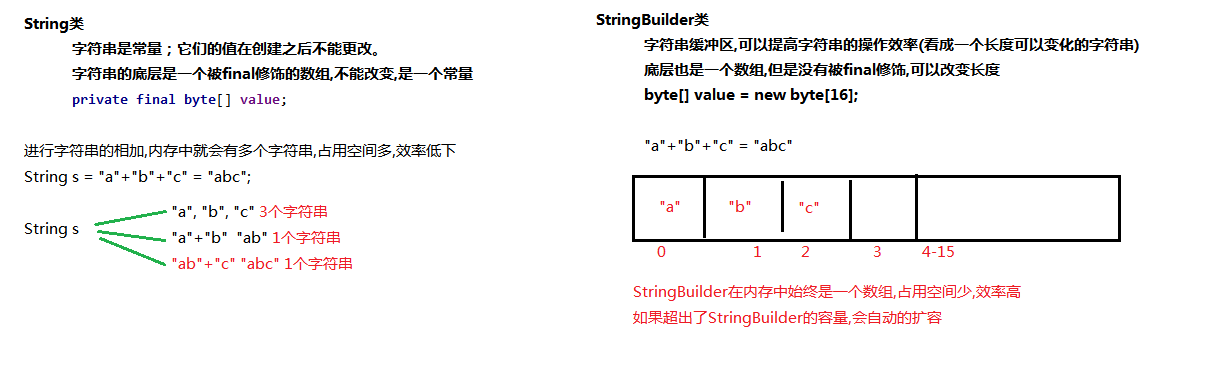 String类
字符串是常量；它们的值在创建之后不能更改。
字符串的底层是一个被final修饰的数组,不能改变,是一个常量
private final byte[] value;
进行字符串的相加,内存中就会有多个字符串,占用空间多,效率低下
String s = "a"+"b"+"c" = "abc";
String s
"a", "b", "c" 3个字符串
"a"+"b" "ab" 1个字符串
"ab"+"c" "abc" 1个字符串
StringBuilder类
字符串缓冲区,可以提高字符串的操作效率(看成一个长度可以变化的字符串)
底层也是一个数组,但是没有被final修饰,可以改变长度
byte[] value = new byte[16];
"a"+"b"+"c" = "abc"
"a" "b" "c"
0 1 2 3 4-15
StringBuilder在内存中始终是一个数组,占用空间少,效率高
如果超出了StringBuilder的容量,会自动的扩容